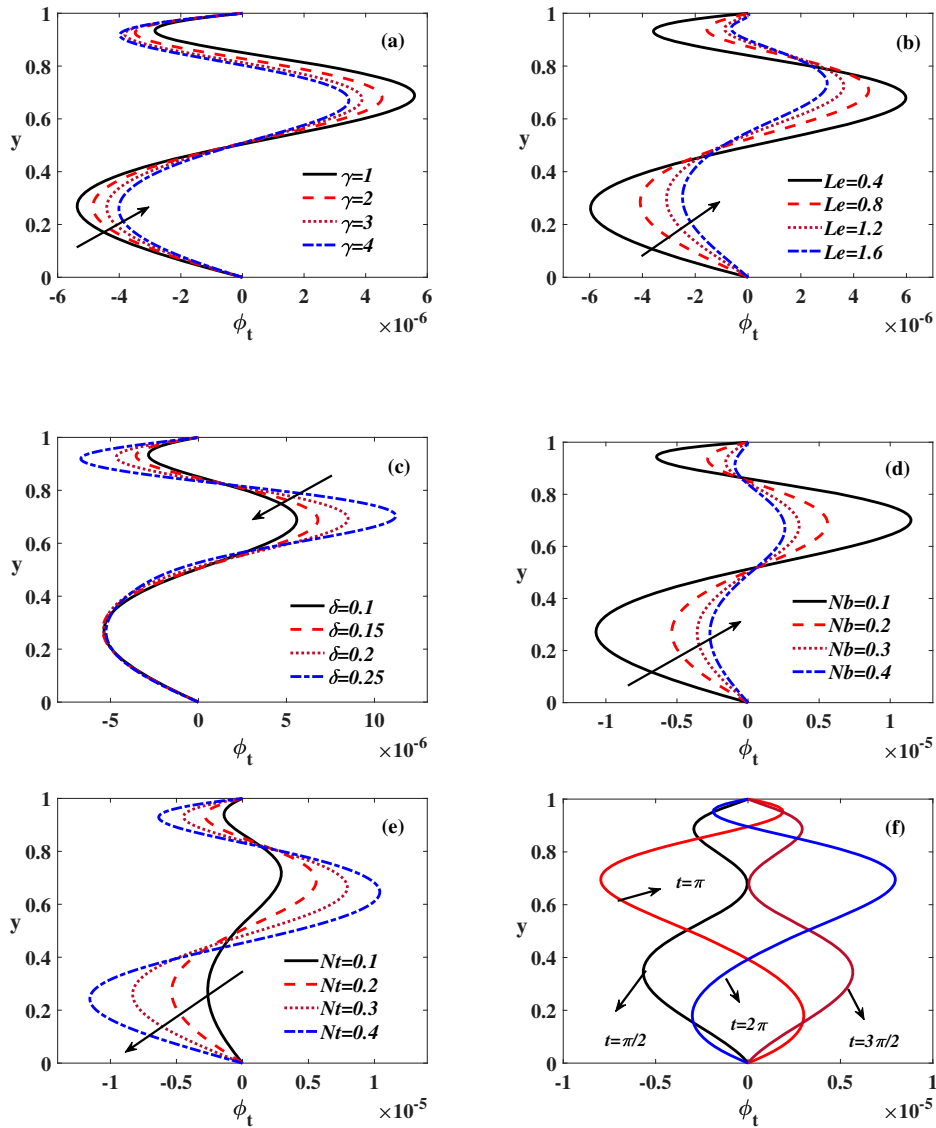 (a)
1
0.8
0.6
y
0.4
0.2
0
γ=1
γ=2
γ=3
γ=4
-6 -4 -2 0 2 4 6
ϕt
×10-6
(b)
1
0.8
0.6
y
0.4
0.2
0
Le=0.4
Le=0.8
Le=1.2
Le=1.6
-6 -4 -2 0 2 4 6
ϕt
×10-6
(c)
1
0.8
0.6
y
0.4
0.2
0
δ=0.1
δ=0.15
δ=0.2
δ=0.25
-5 0 5 10
ϕt
×10-6
(d)
1
0.8
0.6
y
0.4
0.2
0
Nb=0.1
Nb=0.2
Nb=0.3
Nb=0.4
-1 -0.5 0 0.5 1
ϕt
×10-5
(e)
1
0.8
0.6
y
0.4
0.2
0
Nt=0.1
Nt=0.2
Nt=0.3
Nt=0.4
-1 -0.5 0 0.5 1
ϕt
×10-5
(f)
1
0.8
0.6
y
0.4
0.2
0
t=π
t=π/2
t=2π
t=3π/2
-1 -0.5 0 0.5 1
ϕt
×10-5